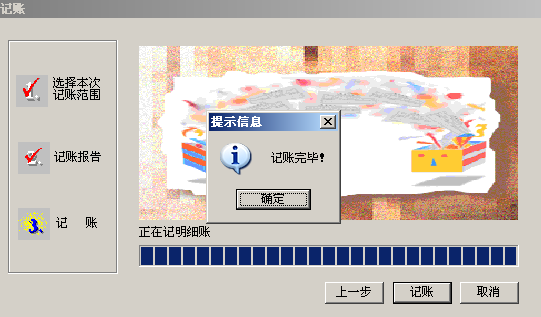 记账
选择本次
记账范围
记账报告
记 账
提示信息
记账完毕!
确定
正在记明细账
上一步
记账
取消